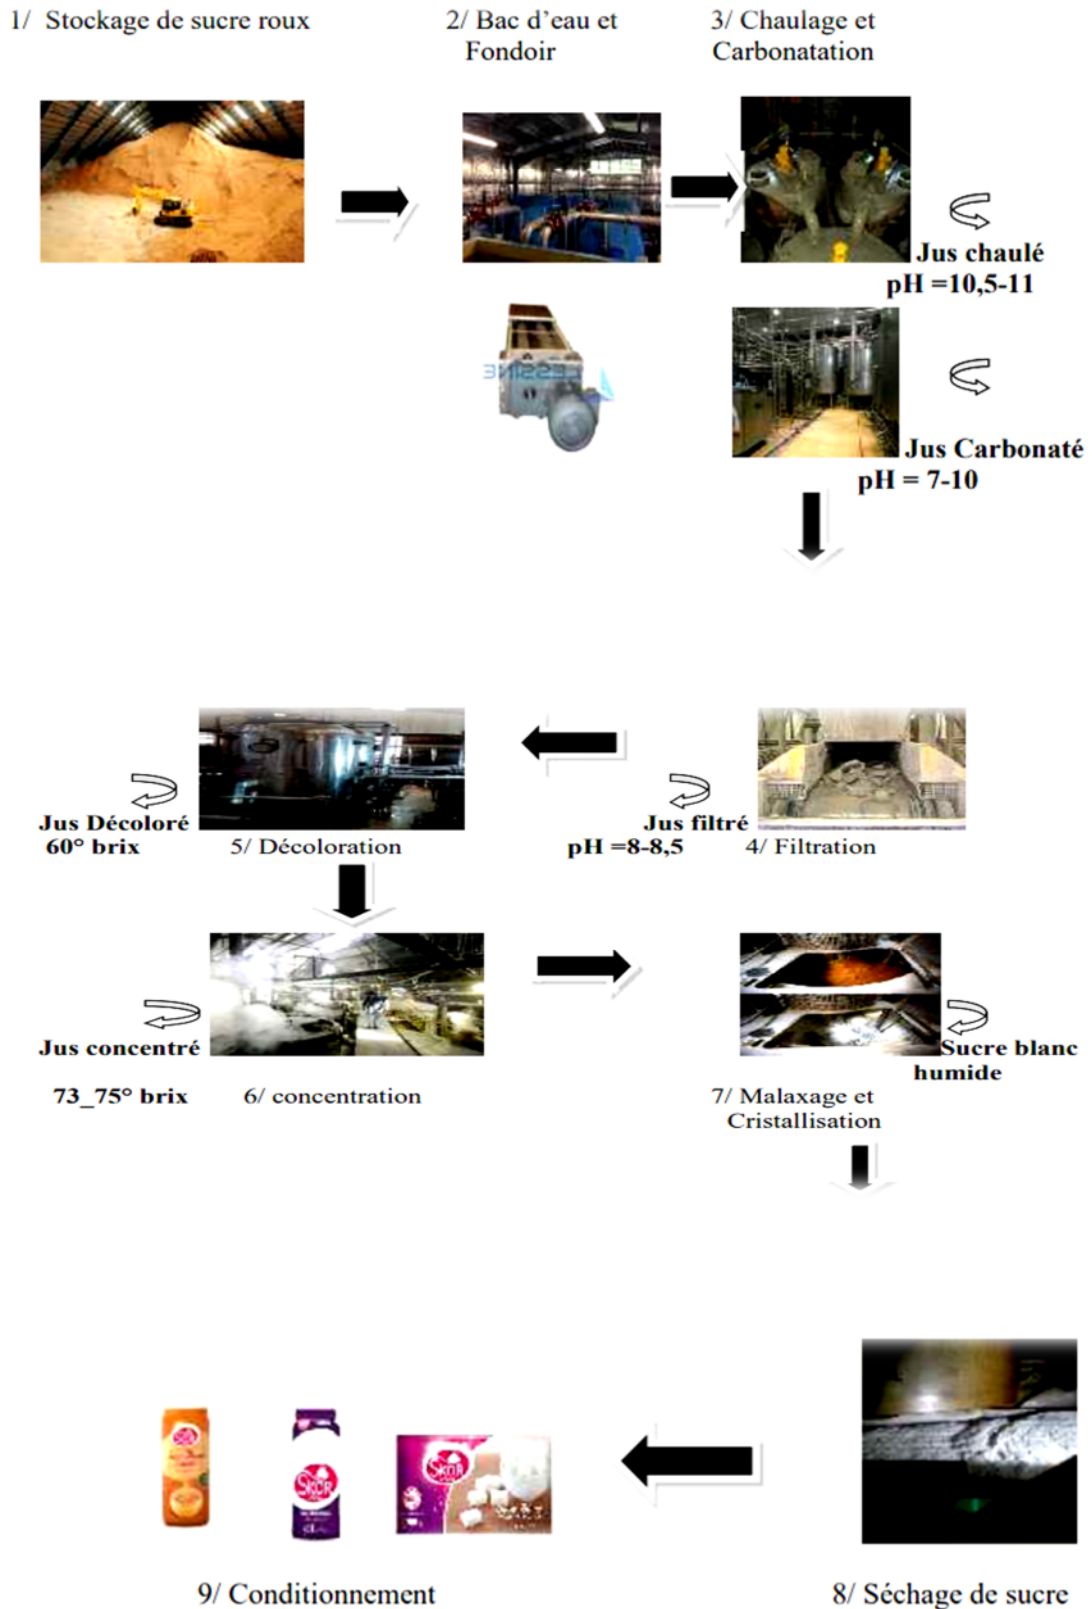 1/ Stockage de sucre roux
2/ Bac d'eau et
Fondoir
3/ Chaulage et
Carbonatation
Jus chaulé
pH =10,5-11
Jus Carbonaté
pH = 7-10
Jus Décoloré
60° brix
5/ Décoloration
Jus filtré
pH =8-8,5
4/ Filtration
Jus concentré
73_75° brix
6/ concentration
Sucre blanc
humide
7/ Malaxage et
Cristallisation
Skor
Skor
9/ Conditionnement
8/ Séchage de sucre